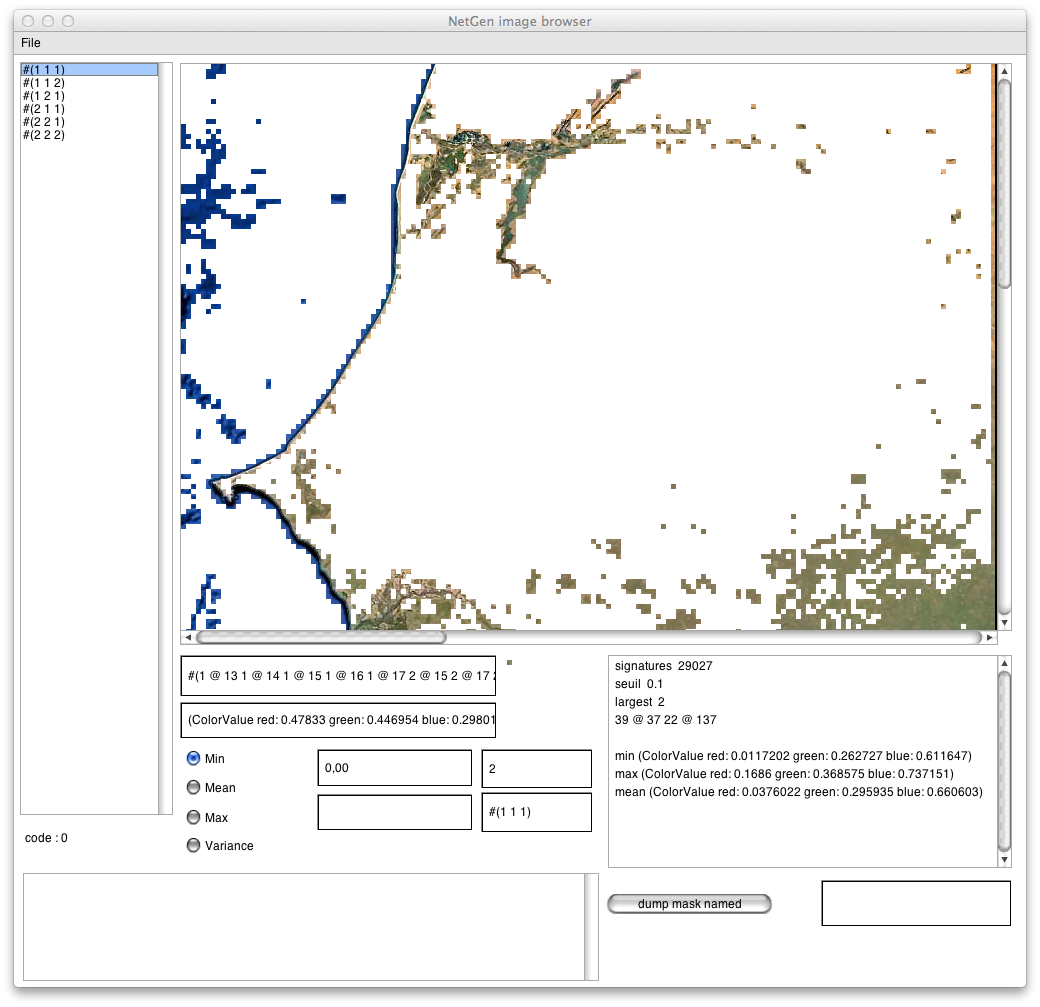 NetGen image browser
File
#(1 1 1)
#(1 1 2)
#(1 2 1)
#(2 1 1)
#(2 2 1)
#(2 2 2)
code : 0
#(1 @ 13 1 @ 14 1 @ 15 1 @ 16 1 @ 17 2 @ 15 2 @ 17
(ColorValue red: 0.47833 green: 0.446954 blue: 0.29801
Min
Mean
Max
Variance
0,00
2
#(1 1 1)
signatures 29027
seuil 0.1
largest 2
39 @ 37 22 @ 137
min (ColorValue red: 0.0117202 green: 0.262727 blue: 0.611647)
max (ColorValue red: 0.1686 green: 0.368575 blue: 0.737151)
mean (ColorValue red: 0.0376022 green: 0.295935 blue: 0.660603)
dump mask named